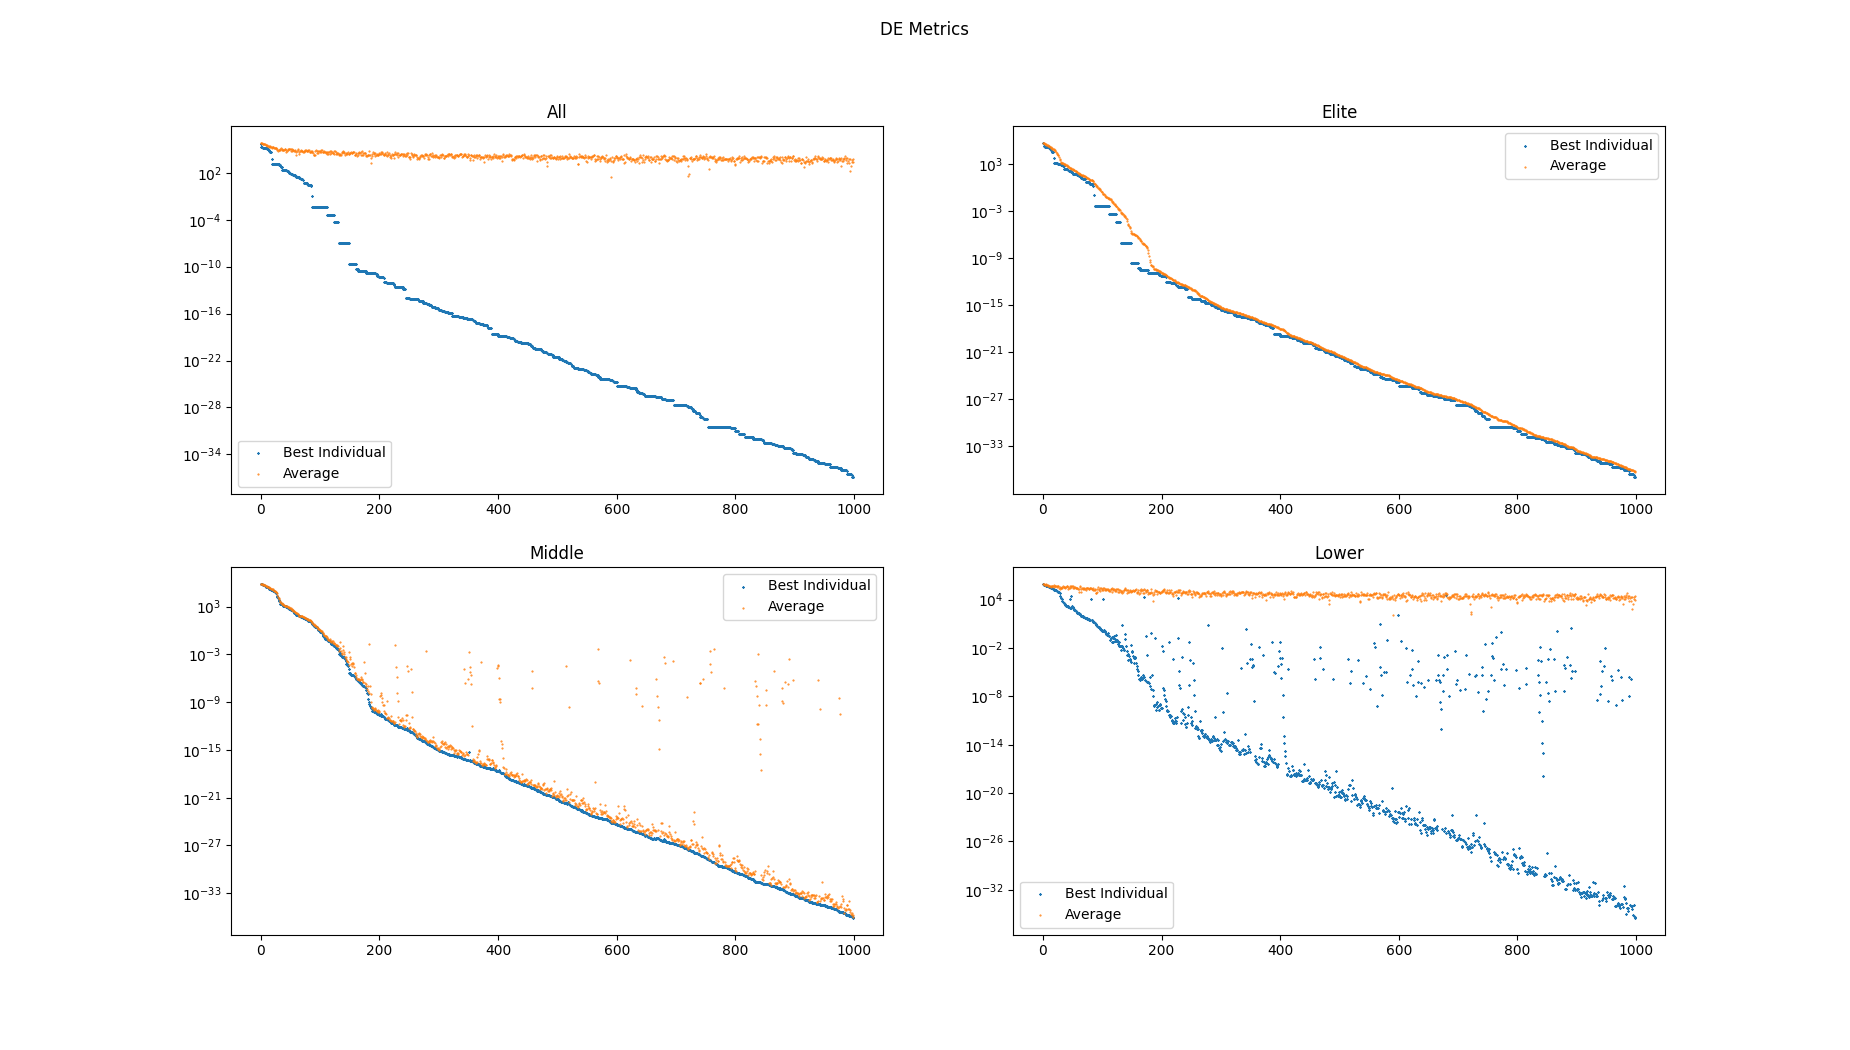 DE Metrics
All
10^2
10^-4
10^-10
10^-16
10^-22
10^-28
10^-34
Best Individual
Average
0 200 400 600 800 1000
Elite
10^3
10^-3
10^-9
10^-15
10^-21
10^-27
10^-33
Best Individual
Average
0 200 400 600 800 1000
Middle
10^3
10^-3
10^-9
10^-15
10^-21
10^-27
10^-33
Best Individual
Average
0 200 400 600 800 1000
Lower
10^4
10^-2
10^-8
10^-14
10^-20
10^-26
10^-32
Best Individual
Average
0 200 400 600 800 1000